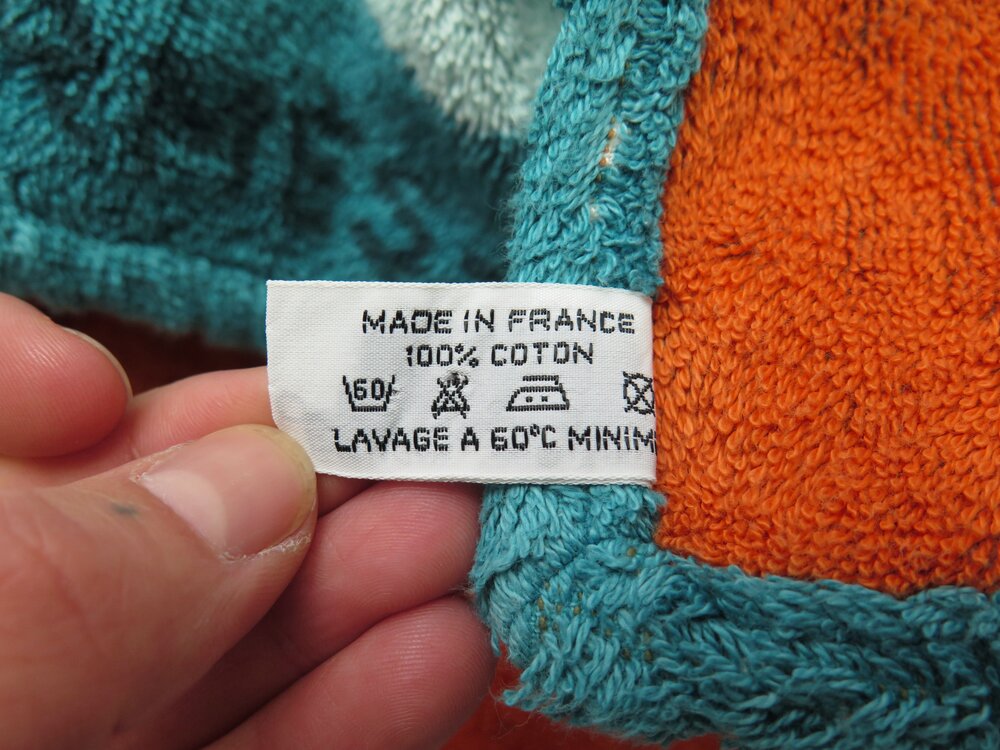 MADE IN FRANCE
100% COTON
60
LAVAGE A 60°C MINIM